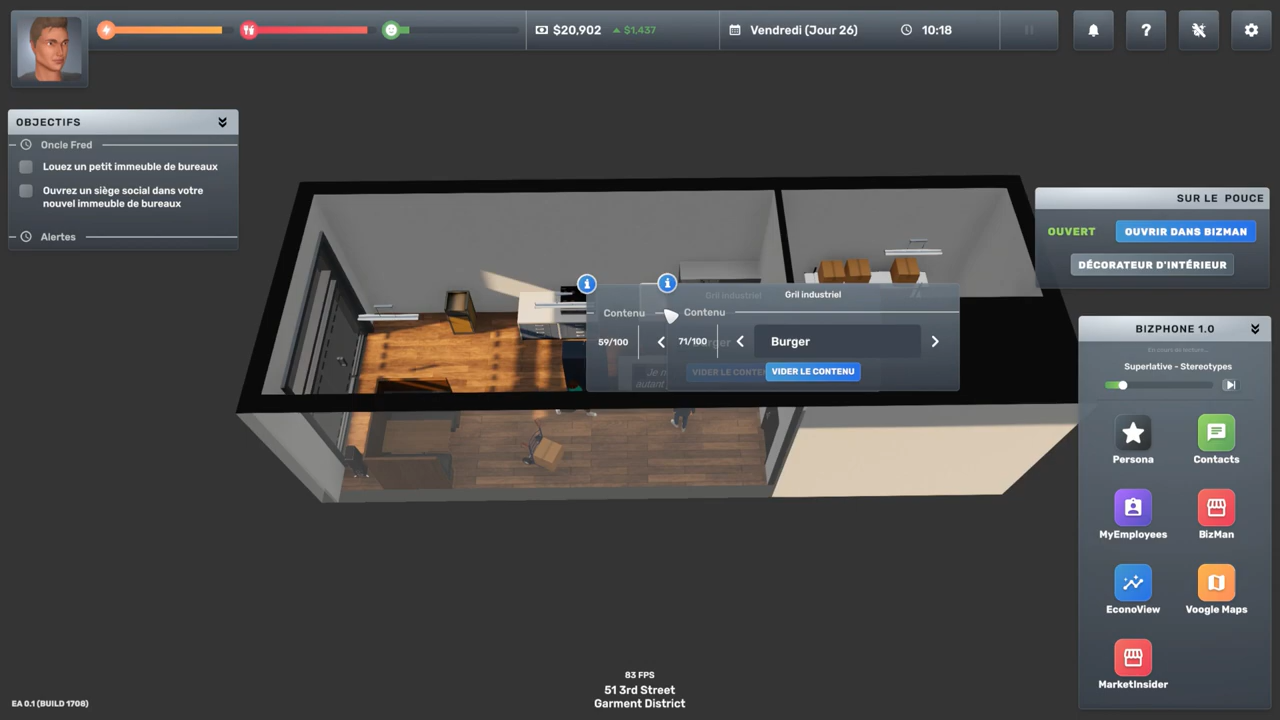 $20,902
$1,437
Vendredi (Jour 26)
10:18
?
OBJECTIFS
Oncle Fred
Louez un petit immeuble de bureaux
Ouvrez un siège social dans votre
nouvel immeuble de bureaux
Alertes
SUR LE POUCE
OUVERT
OUVRIR DANS BIZMAN
DÉCORATEUR D'INTÉRIEUR
Gril industriel
Gril industriel
Contenu
Contenu
59/100
71/100
Burger
VIDER LE CONTENU
Je
autant
BIZPHONE 1.0
En cours de lecture...
Superlative - Stereotypes
Persona
Contacts
MyEmployees
BizMan
EconoView
Voogle Maps
MarketInsider
83 FPS
51 3rd Street
Garment District
EA 0.1 (BUILD 1708)